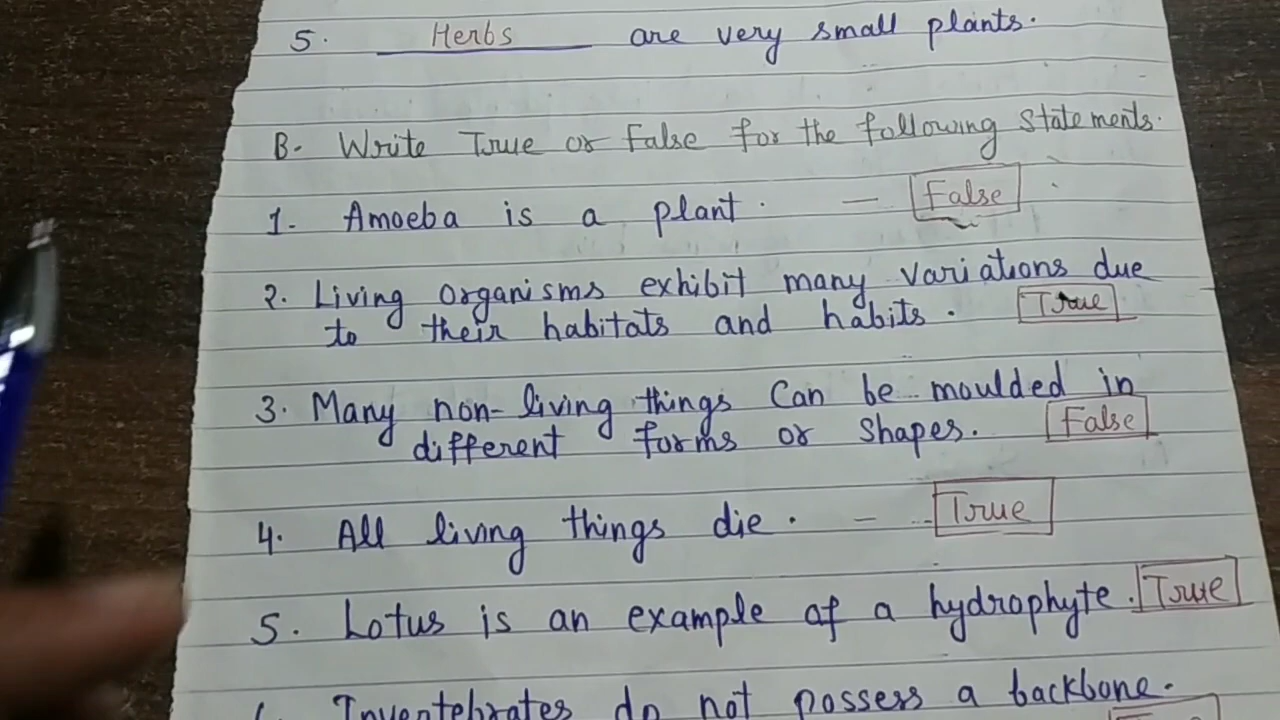 5. Herbs are very small plants.
B. Write True or False for the following Statements.
1. Amoeba is a plant. — False
2. Living organisms exhibit many variations due
to their habitats and habits. True
3. Many non-living things Can be moulded in
different forms or Shapes. False
4. All living things die. — True
5. Lotus is an example of a hydrophyte. True
Invertebrates do not possess a backbone.